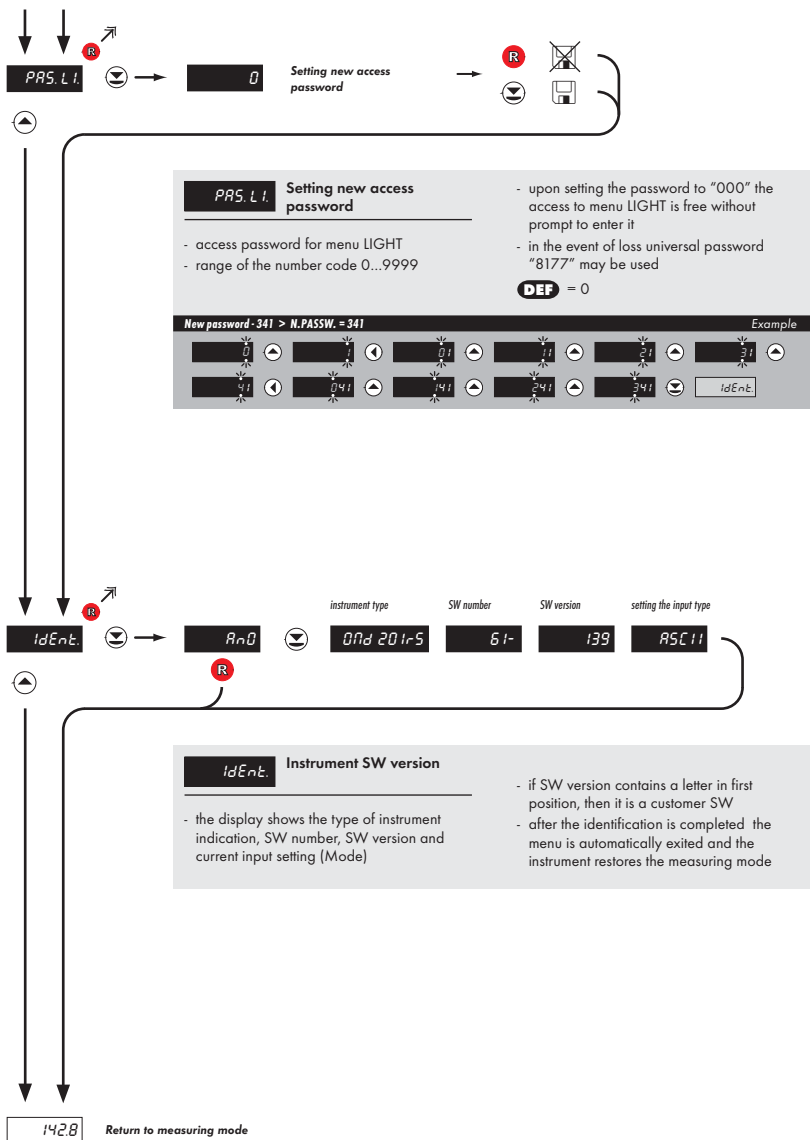 R
PAS. LI.
0
Setting new access
password
R
PAS. LI.
Setting new access
password
- access password for menu LIGHT
- range of the number code 0...9999
- upon setting the password to "000" the
access to menu LIGHT is free without
prompt to enter it
- in the event of loss universal password
"8177" may be used
DEF = 0
New password - 341 > N.PASSW. = 341
Example
0 1 01 11 21 31
41 041 141 241 341 IdEnt.
R
instrument type SW number SW version setting the input type
IdEnt. AnO OMd 201rS 61- 139 ASCII
R
IdEnt.
Instrument SW version
- the display shows the type of instrument
indication, SW number, SW version and
current input setting (Mode)
- if SW version contains a letter in first
position, then it is a customer SW
- after the identification is completed the
menu is automatically exited and the
instrument restores the measuring mode
142.8 Return to measuring mode